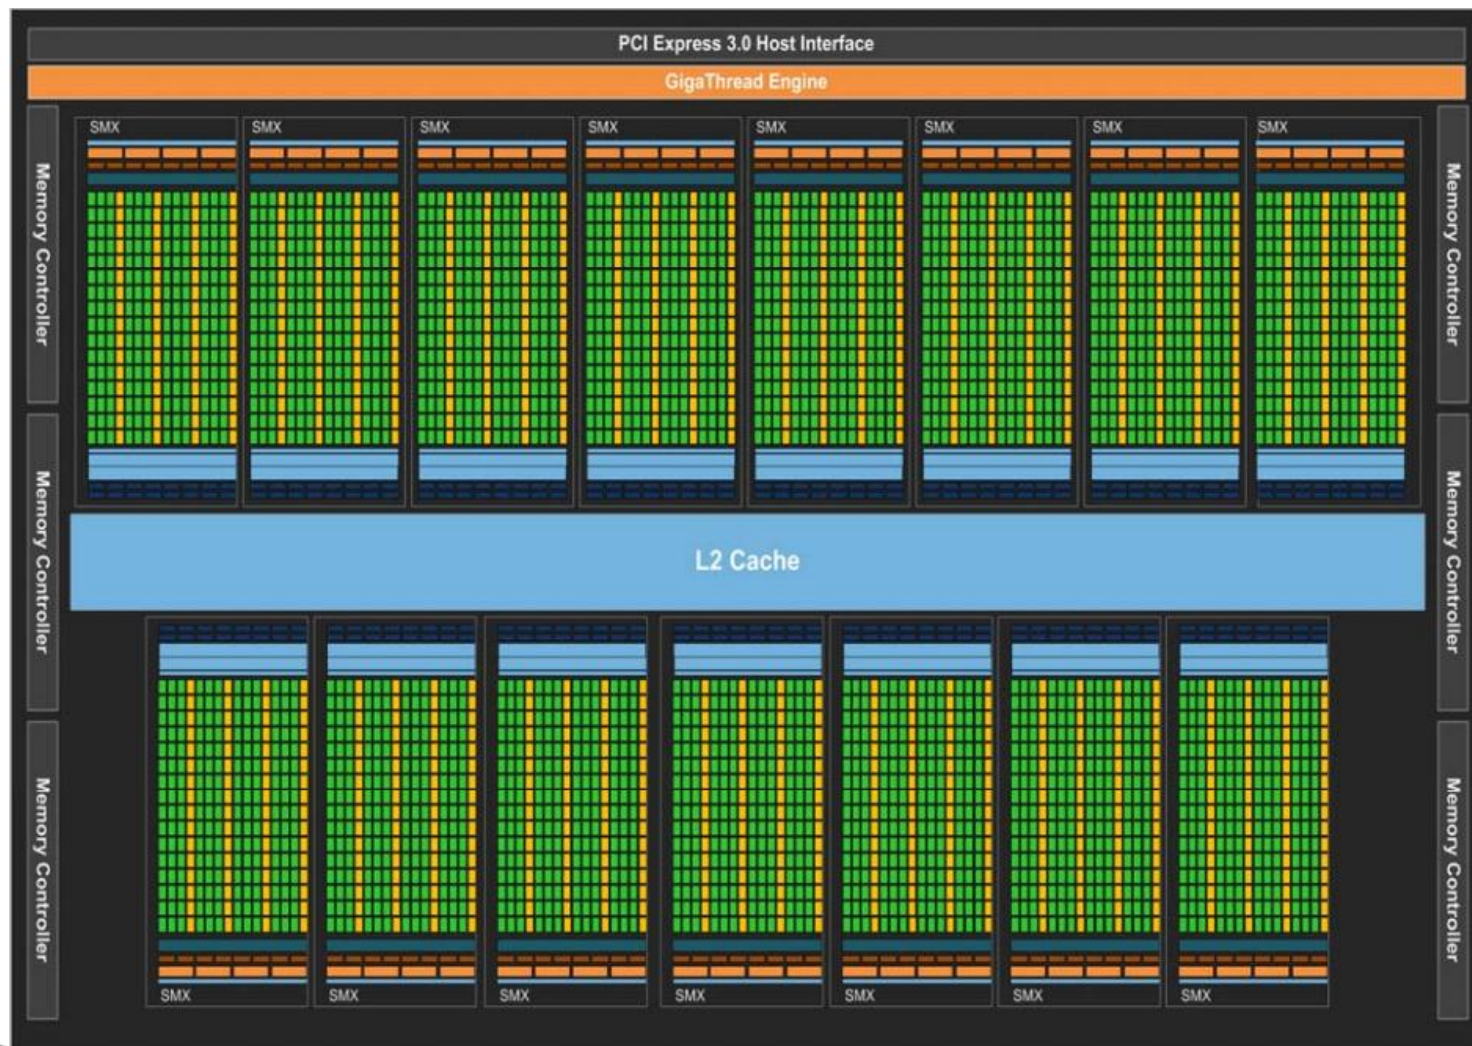 PCI Express 3.0 Host Interface
GigaThread Engine
Memory Controller
Memory Controller
Memory Controller
SMX SMX SMX SMX SMX SMX SMX SMX
L2 Cache
SMX SMX SMX SMX SMX SMX SMX
Memory Controller
Memory Controller
Memory Controller